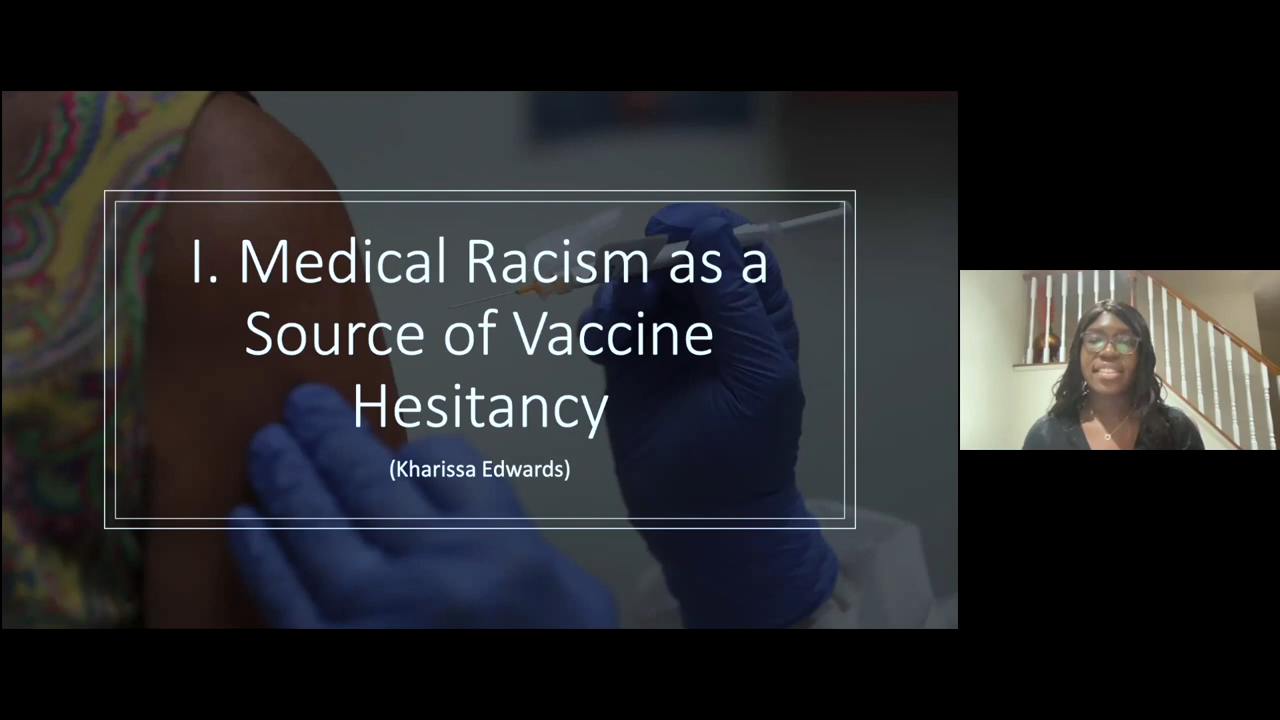 I. Medical Racism as a
Source of Vaccine
Hesitancy
(Kharissa Edwards)